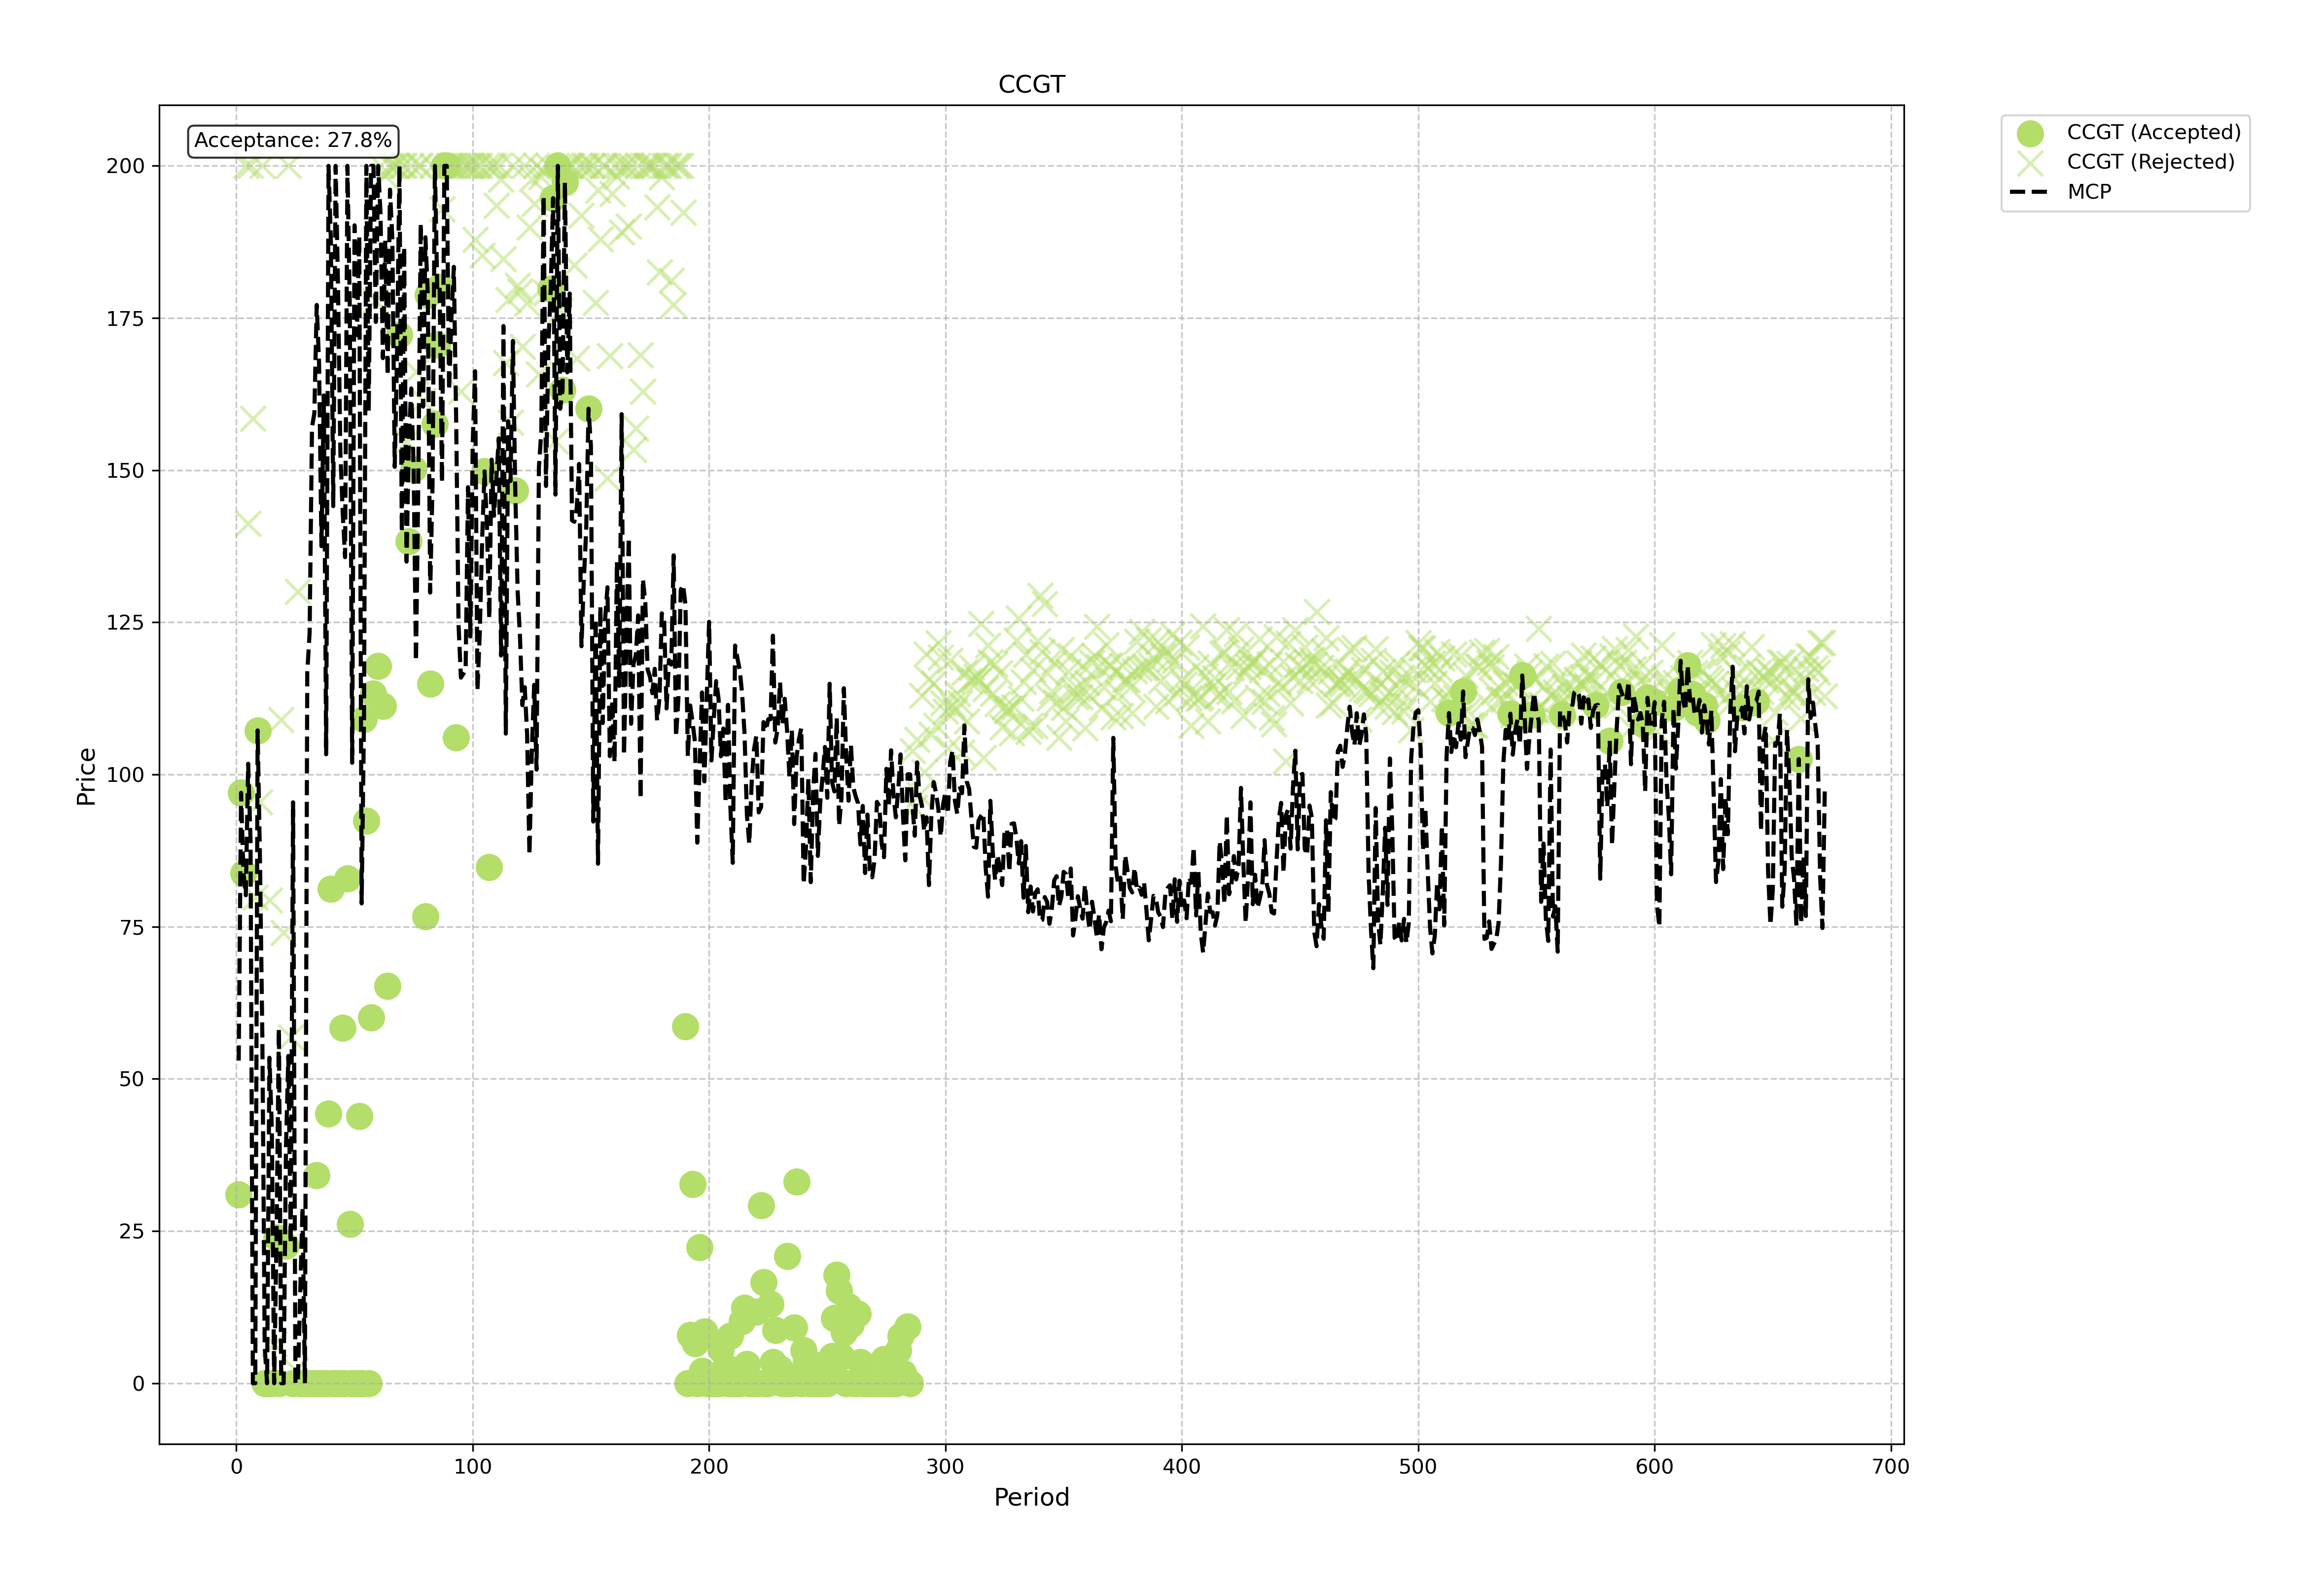 CCGT
Acceptance: 27.8%
CCGT (Accepted)
CCGT (Rejected)
MCP
200
175
150
125
100
75
50
25
0
Price
0 100 200 300 400 500 600 700
Period